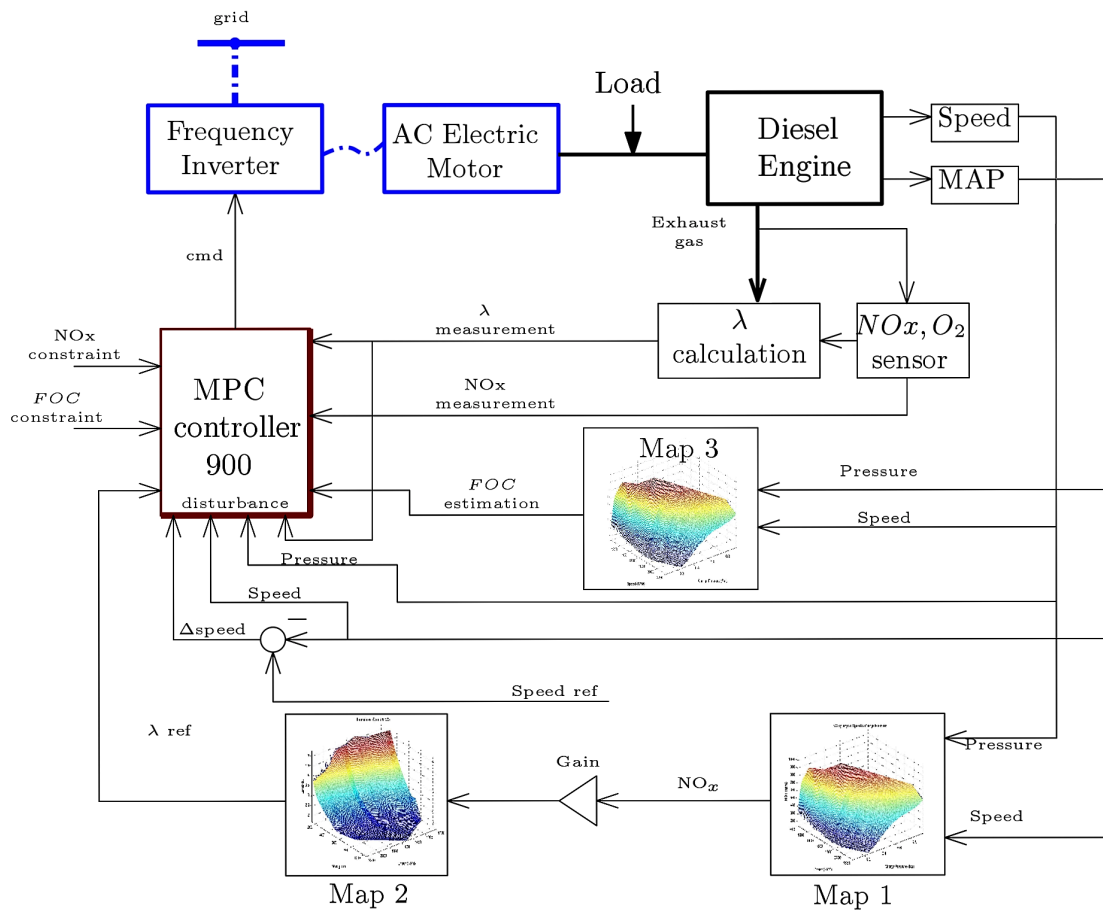 grid
Load
Frequency
Inverter
AC Electric
Motor
Diesel
Engine
Speed
MAP
Exhaust
gas
cmd
λ
measurement
λ
calculation
NOx, O2
sensor
NOx
constraint
FOC
constraint
MPC
controller
900
disturbance
NOx
measurement
Map 3
FOC
estimation
Pressure
Speed
Pressure
Speed
Δspeed
−
Speed ref
λ ref
Gain
NOx
Pressure
Speed
Map 2
Map 1